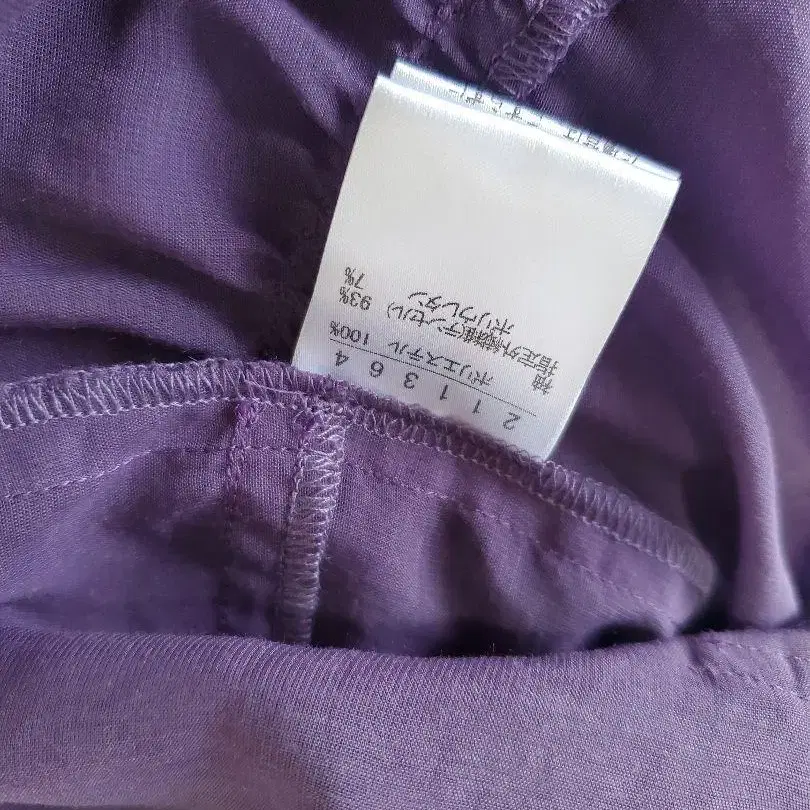 211364
ポリエステル 100%
袖
指定外繊維(テンセル) 93%
ポリウレタン 7%